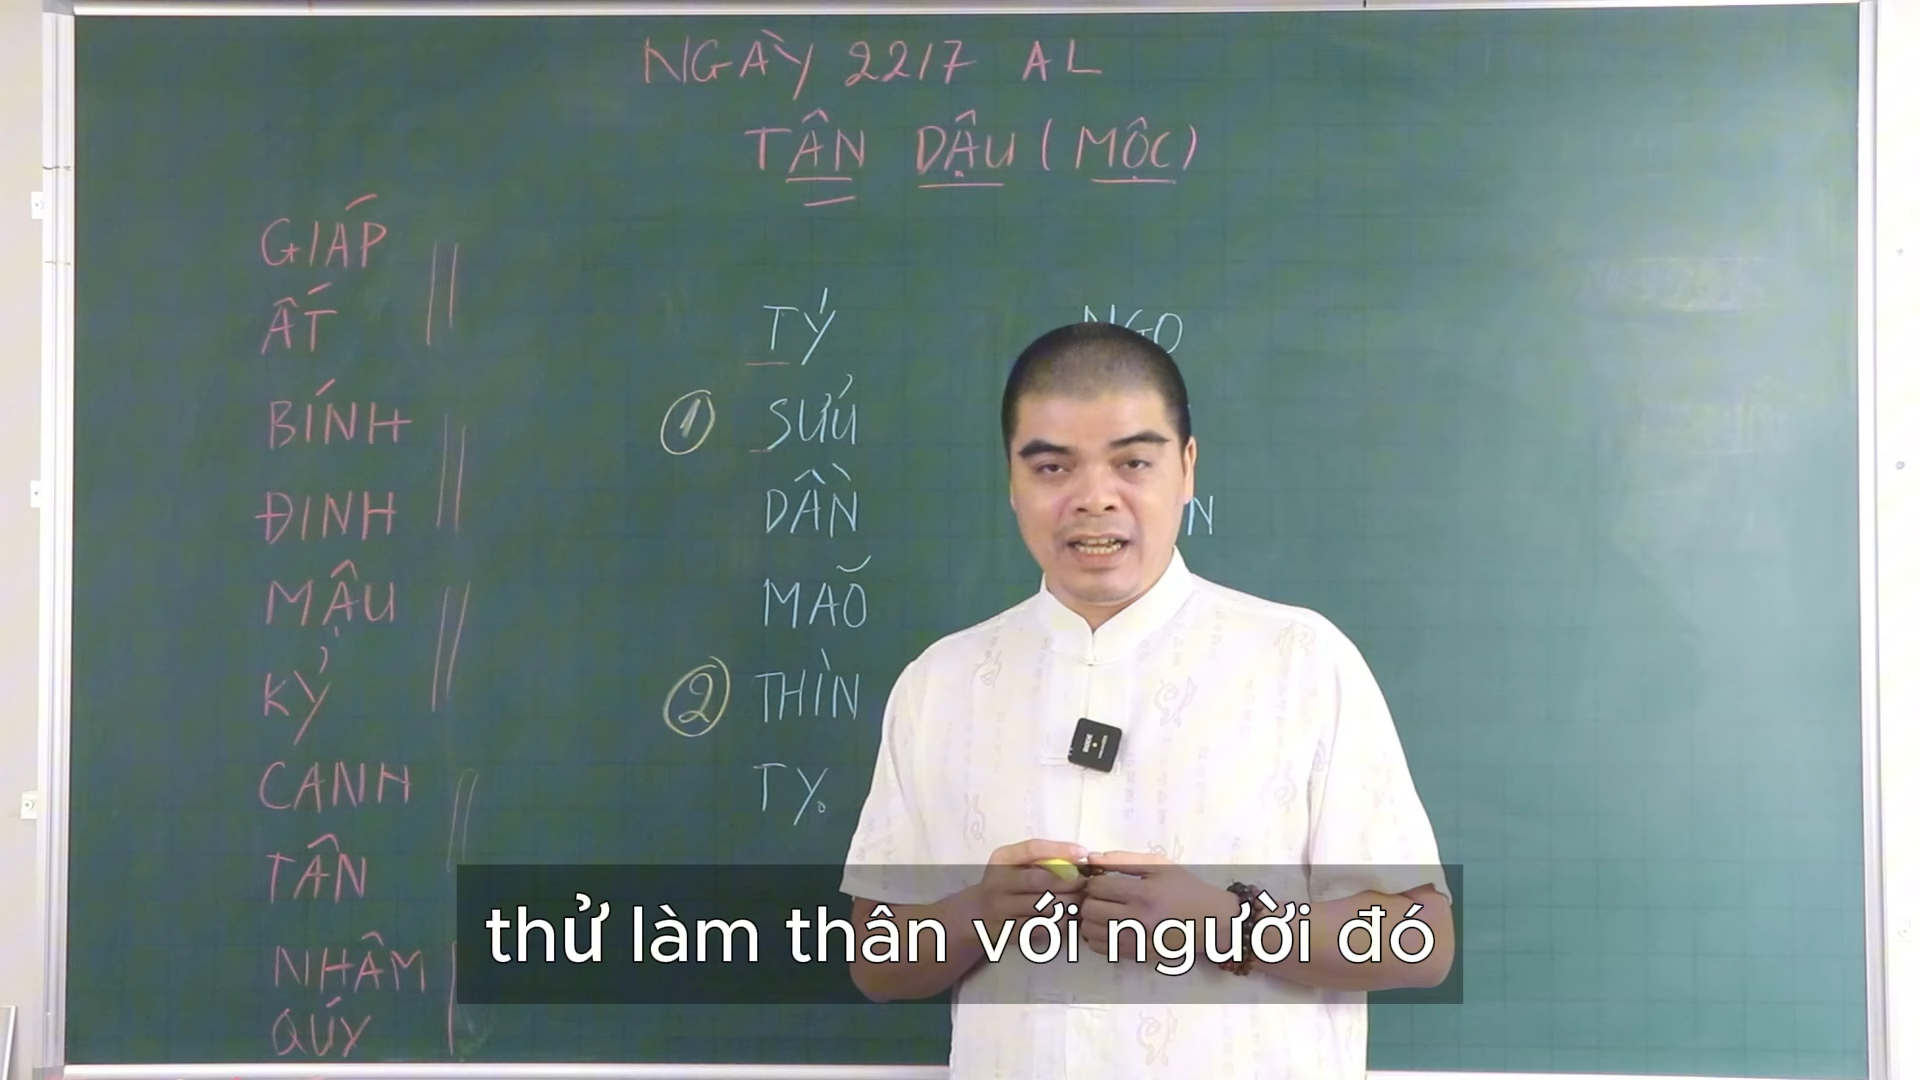 NGÀY 22/7 AL
TÂN DẬU (MỘC)
GIÁP
ẤT
BÍNH
ĐINH
MẬU
KỶ
CANH
TÂN
NHÂM
QUÝ
TÝ
① SỬU
DẦN
MÃO
② THÌN
TỴ
thử làm thân với người đó